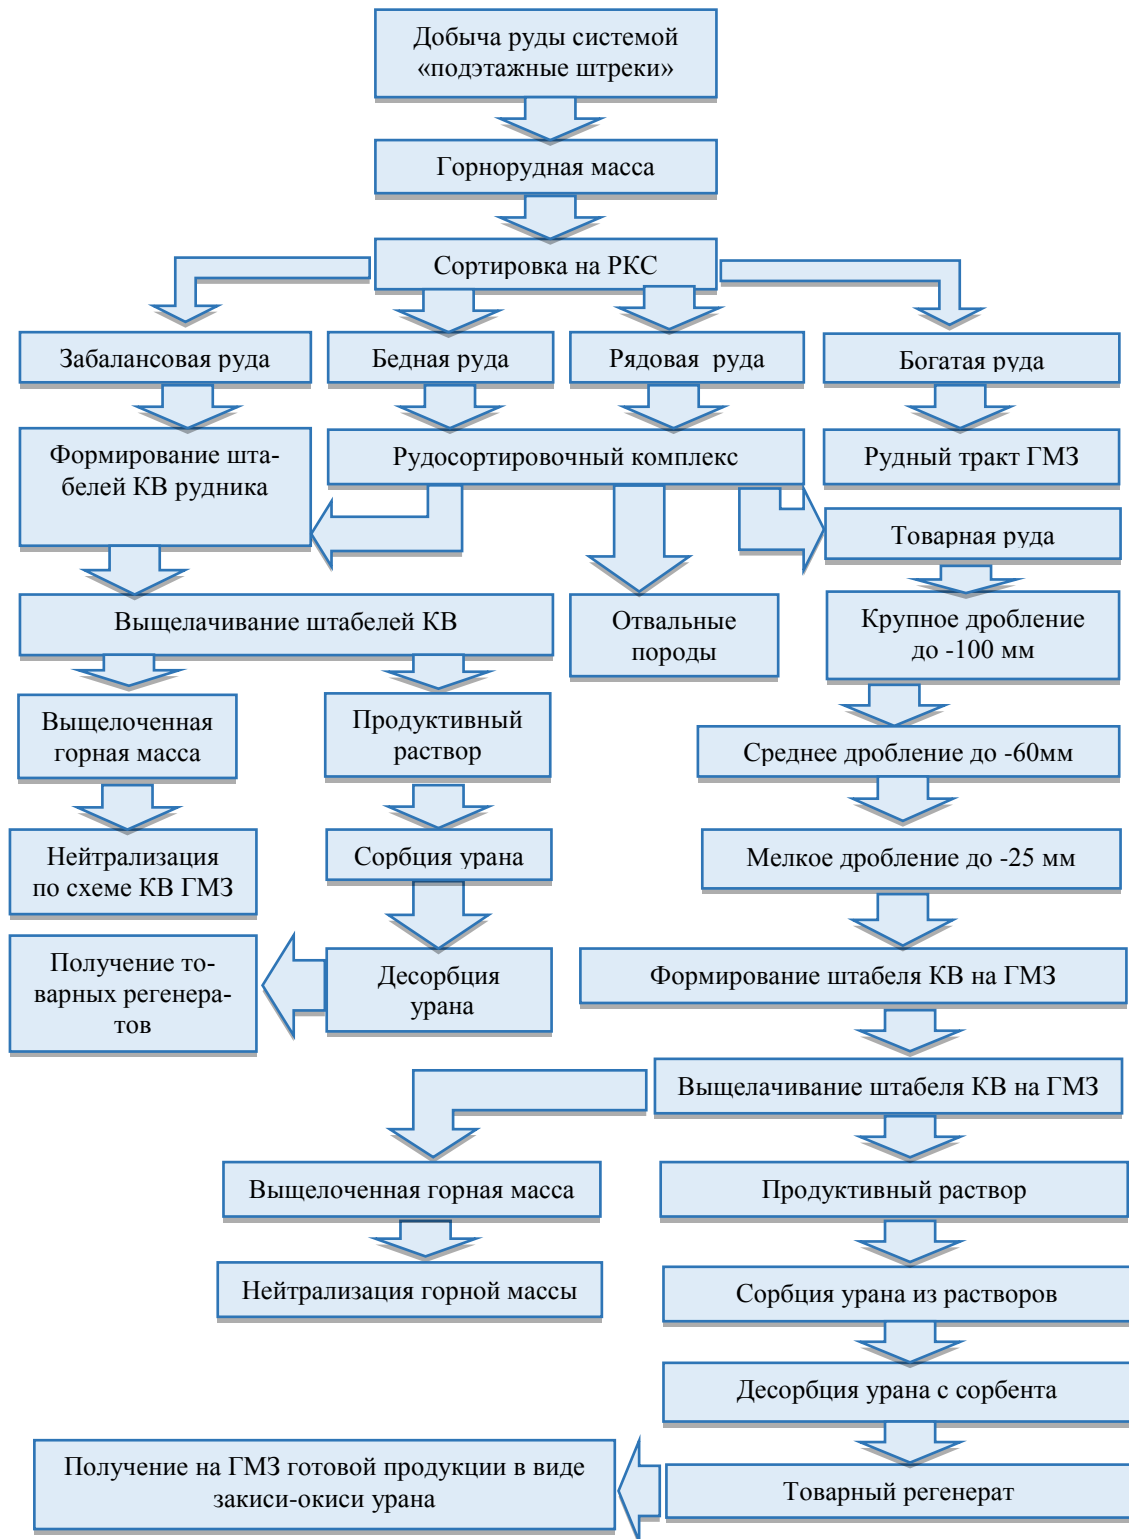 Добыча руды системой
«подэтажные штреки»
Горнорудная масса
Сортировка на РКС
Забалансовая руда
Бедная руда
Рядовая  руда
Богатая руда
Формирование шта-
белей КВ рудника
Рудосортировочный комплекс
Рудный тракт ГМЗ
Товарная руда
Выщелачивание штабелей КВ
Отвальные
породы
Крупное дробление
до -100 мм
Выщелоченная
горная масса
Продуктивный
раствор
Среднее дробление до -60мм
Нейтрализация
по схеме КВ ГМЗ
Сорбция урана
Мелкое дробление до -25 мм
Получение то-
варных регенера-
тов
Десорбция
урана
Формирование штабеля КВ на ГМЗ
Выщелачивание штабеля КВ на ГМЗ
Выщелоченная горная масса
Продуктивный раствор
Нейтрализация горной массы
Сорбция урана из растворов
Десорбция урана с сорбента
Получение на ГМЗ готовой продукции в виде
закиси-окиси урана
Товарный регенерат